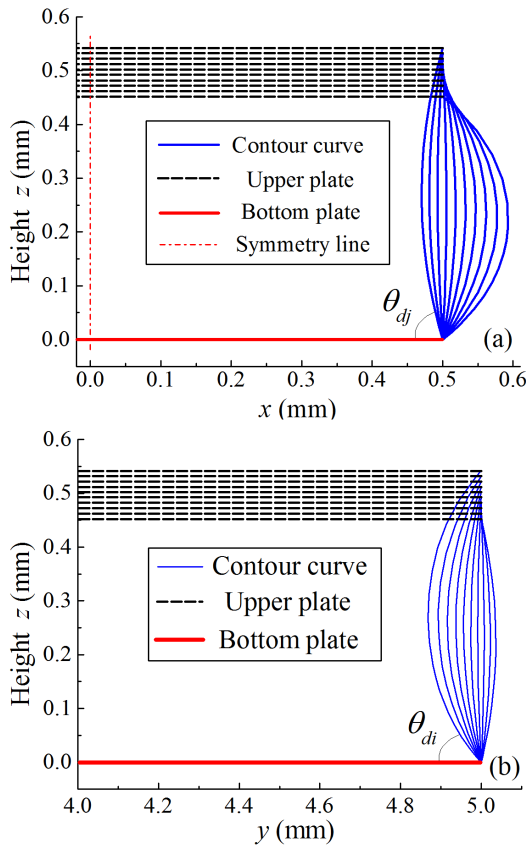 0.6
0.5
0.4
0.3
0.2
0.1
0.0
Height z (mm)
Contour curve
Upper plate
Bottom plate
Symmetry line
θdj
(a)
0.0 0.1 0.2 0.3 0.4 0.5 0.6
x (mm)
0.6
0.5
0.4
0.3
0.2
0.1
0.0
Height z (mm)
Contour curve
Upper plate
Bottom plate
θdi
(b)
4.0 4.2 4.4 4.6 4.8 5.0
y (mm)